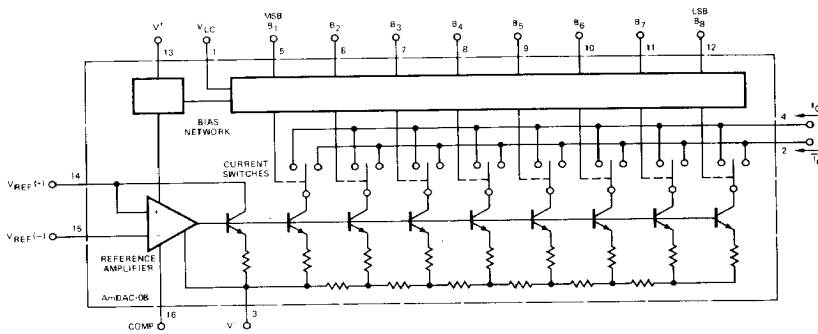 V+
VLC
MSB
B1
B2
B3
B4
B5
B6
B7
LSB
B8
13
1
5
6
7
8
9
10
11
12
BIAS
NETWORK
4
IO
2
CURRENT
SWITCHES
14
VREF(+)
+
15
VREF(−)
−
REFERENCE
AMPLIFIER
AmDAC-08
16
COMP
3
V−